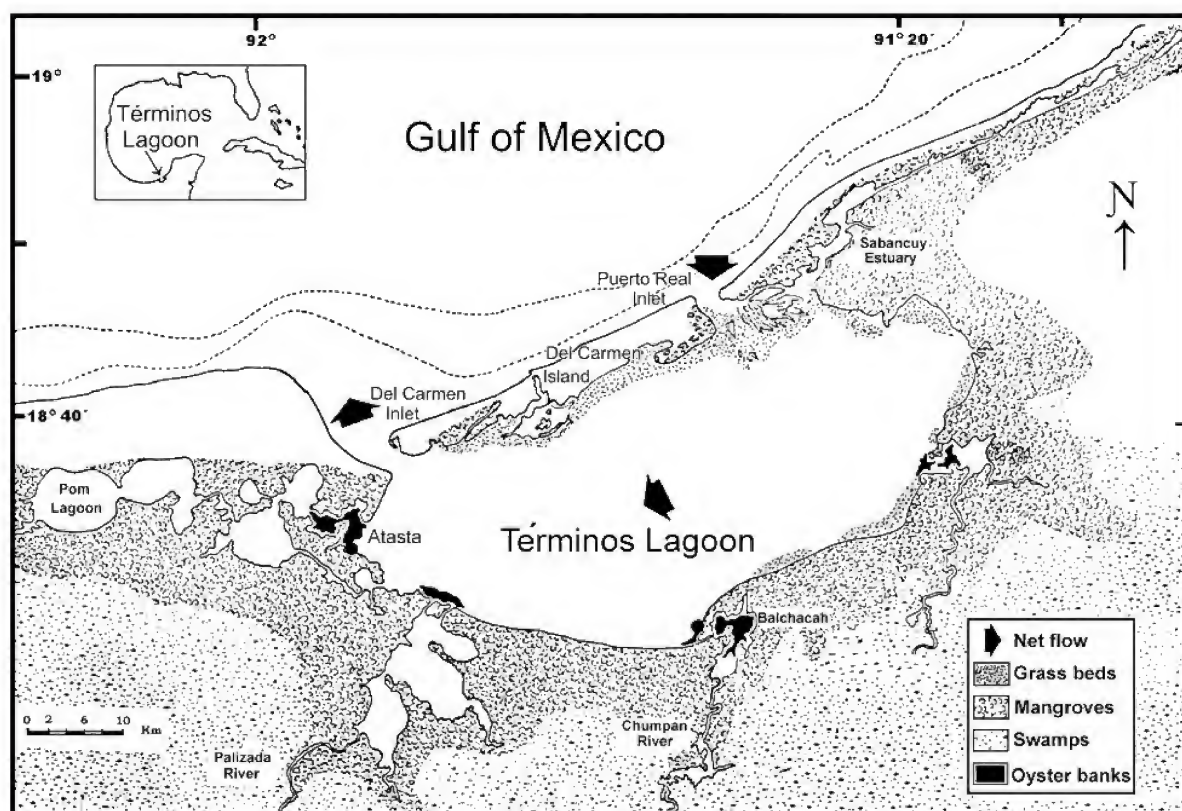 92°
91° 20´
19°
Términos
Lagoon
Gulf of Mexico
N
Sabancuy
Estuary
Puerto Real
Inlet
Del Carmen
Island
Del Carmen
Inlet
18° 40´
Pom
Lagoon
Atasta
Términos Lagoon
Balchacah
Net flow
Grass beds
Mangroves
Swamps
Oyster banks
0 2 4 6 10 Km
Chumpan
River
Palizada
River